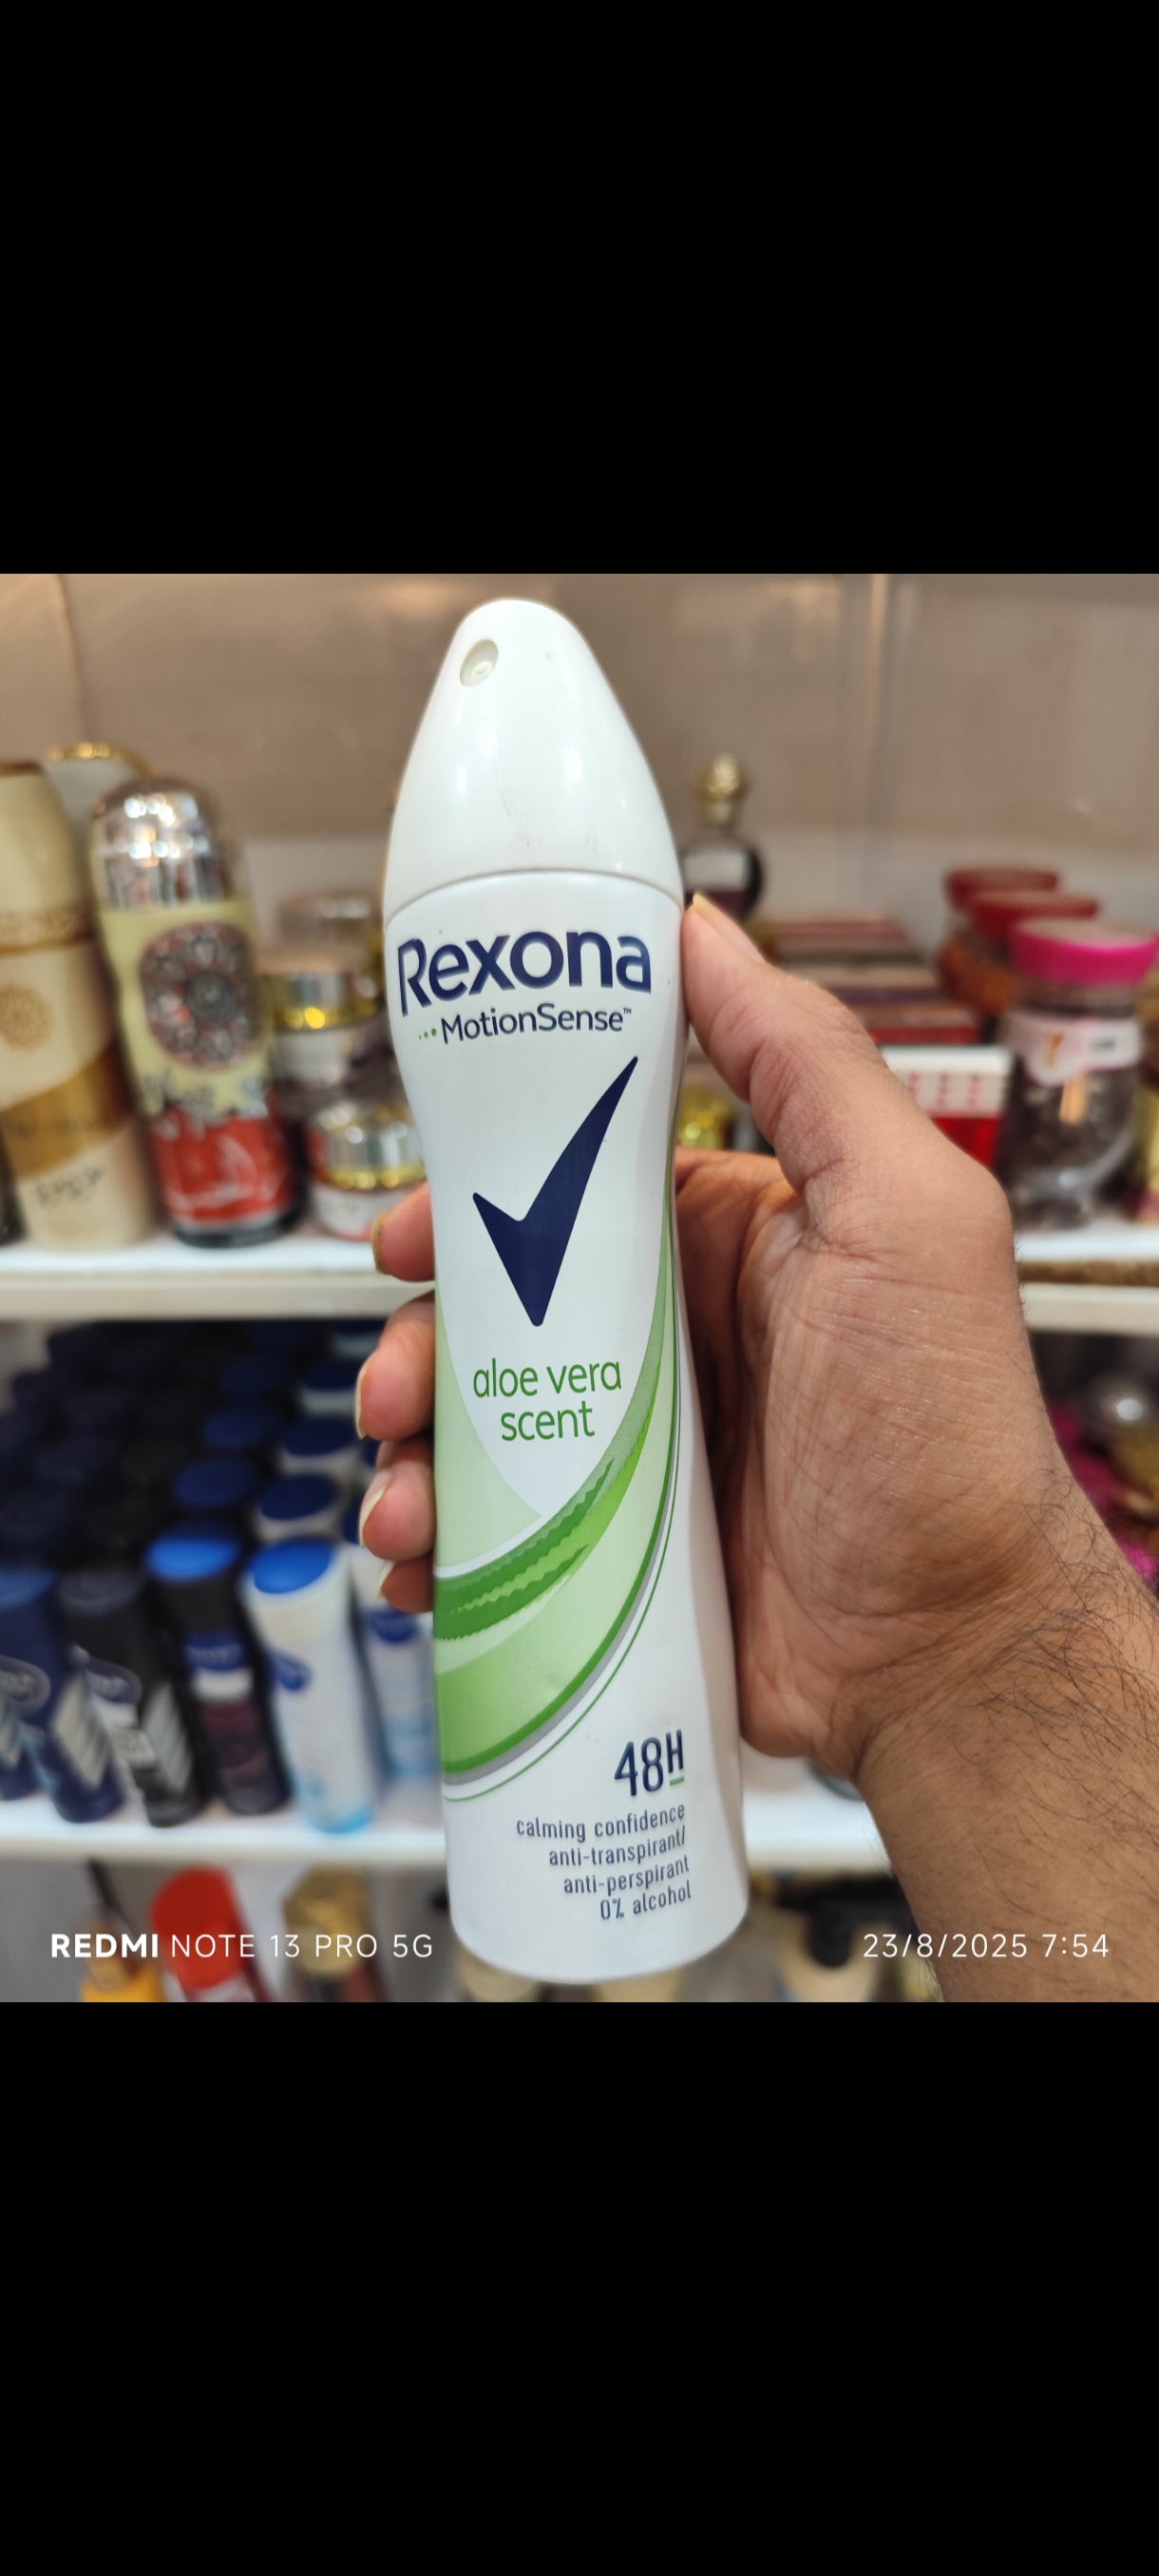 Rexona
MotionSense™
aloe vera
scent
48H
calming confidence
anti-transpirant/
anti-perspirant
0% alcohol
REDMI NOTE 13 PRO 5G
23/8/2025 7:54